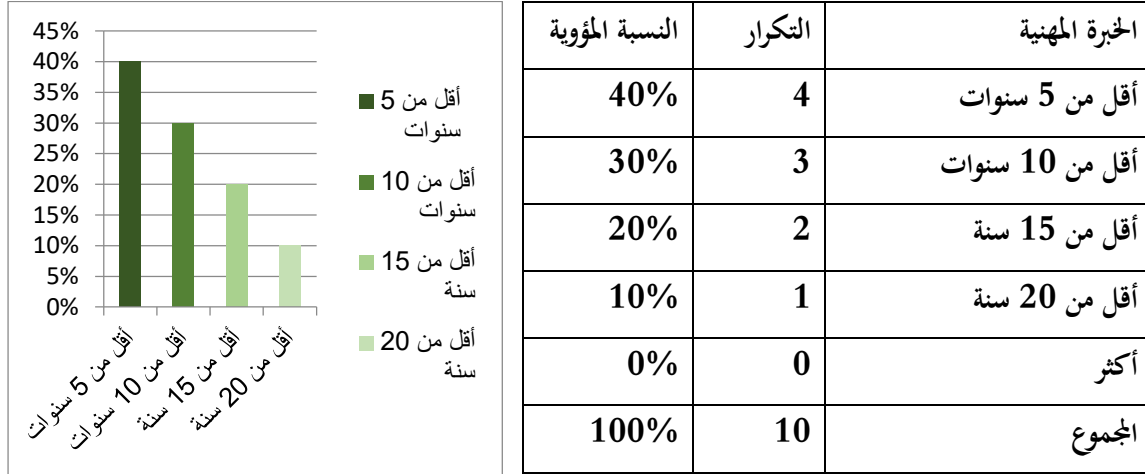 45%
40%
35%
30%
25%
20%
15%
10%
5%
0%
أقل من 5 سنوات
أقل من 10 سنوات
أقل من 15 سنة
أقل من 20 سنة
أقل من 5
سنوات
أقل من 10
سنوات
أقل من 15
سنة
أقل من 20
سنة
الخبرة المهنية التكرار النسبة المؤوية
أقل من 5 سنوات 4 40%
أقل من 10 سنوات 3 30%
أقل من 15 سنة 2 20%
أقل من 20 سنة 1 10%
أكثر 0 0%
المجموع 10 100%